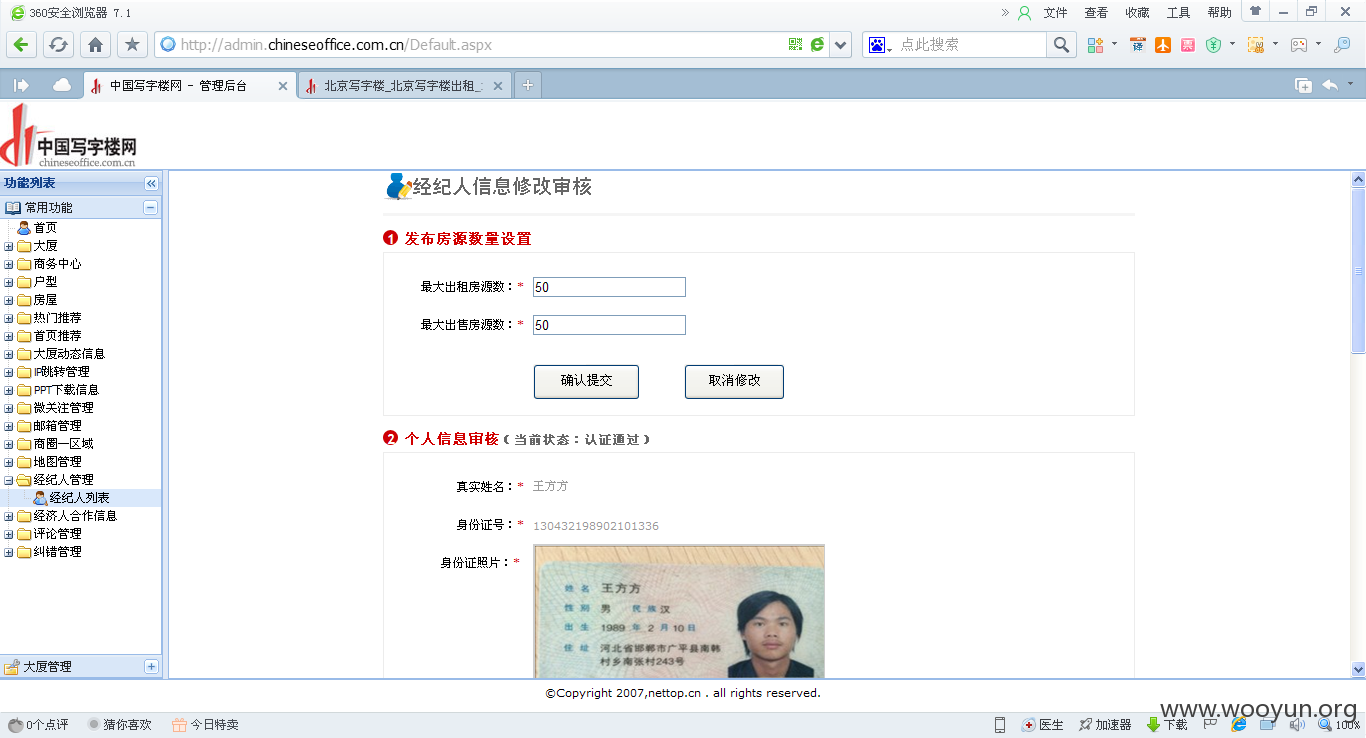 360安全浏览器 7.1
文件 查看 收藏 工具 帮助
http://admin.chineseoffice.com.cn/Default.aspx
点此搜索
中国写字楼网 - 管理后台
北京写字楼_北京写字楼出租_
中国写字楼网
chineseoffice.com.cn
功能列表
常用功能
首页
大厦
商务中心
户型
房屋
热门推荐
首页推荐
大厦动态信息
IP跳转管理
PPT下载信息
微关注管理
邮箱管理
商圈一区域
地图管理
经纪人管理
经纪人列表
经济人合作信息
评论管理
纠错管理
大厦管理
经纪人信息修改审核
1 发布房源数量设置
最大出租房源数：* 50
最大出售房源数：* 50
确认提交 取消修改
2 个人信息审核（当前状态：认证通过）
真实姓名：* 王方方
身份证号：* 130432198902101336
身份证照片：*
姓名 王方方
性别 男 民族 汉
出生 1989 年 2 月 10 日
住址 河北省邯郸市广平县南韩
村乡南张村243号
©Copyright 2007,nettop.cn . all rights reserved.
www.wooyun.org
0个点评 猜你喜欢 今日特卖
医生 加速器 下载 100%